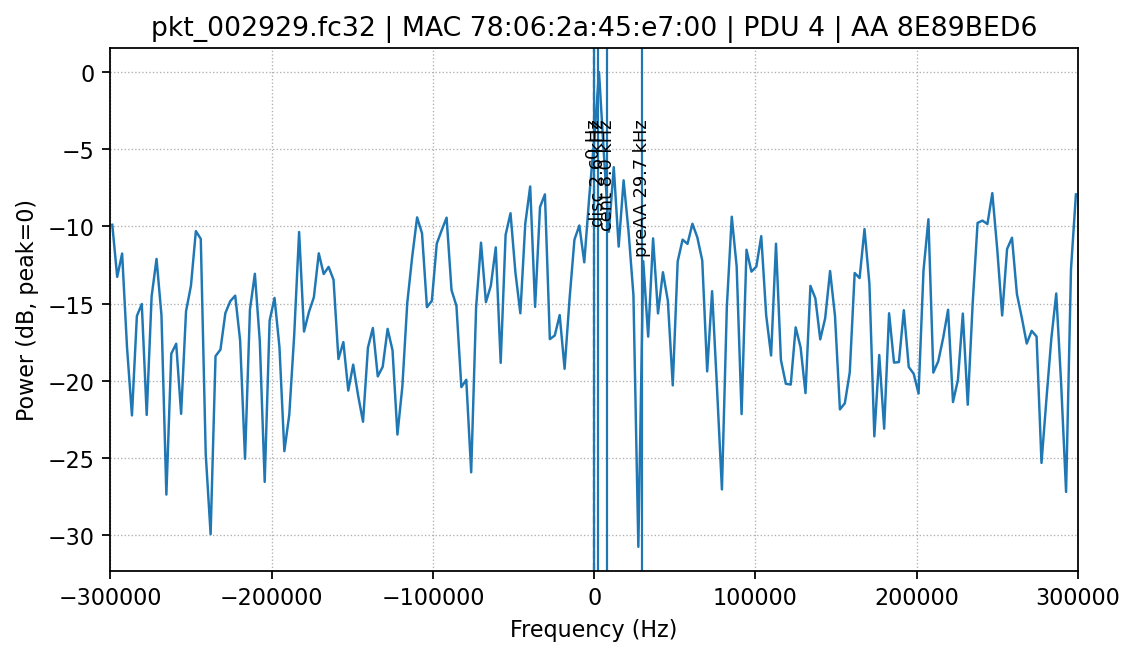 pkt_002929.fc32 | MAC 78:06:2a:45:e7:00 | PDU 4 | AA 8E89BED6
0 Hz
cent 8.0 kHz
preAA 29.7 kHz
Power (dB, peak=0)
0
−5
−10
−15
−20
−25
−30
−300000
−200000
−100000
0
100000
200000
300000
Frequency (Hz)